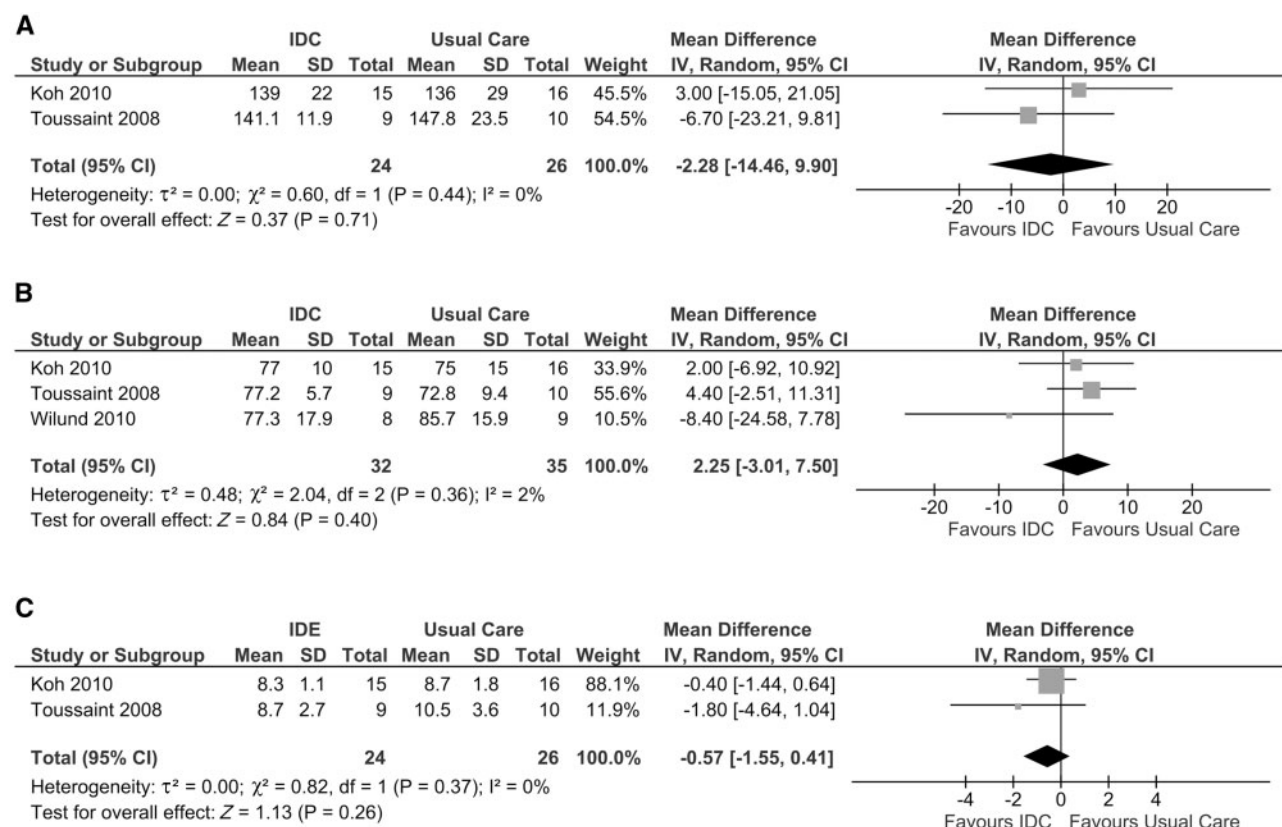 A
IDC Usual Care Mean Difference Mean Difference
Study or Subgroup Mean SD Total Mean SD Total Weight IV, Random, 95% CI IV, Random, 95% CI
Koh 2010 139 22 15 136 29 16 45.5% 3.00 [-15.05, 21.05]
Toussaint 2008 141.1 11.9 9 147.8 23.5 10 54.5% -6.70 [-23.21, 9.81]
Total (95% CI) 24 26 100.0% -2.28 [-14.46, 9.90]
Heterogeneity: τ² = 0.00; χ² = 0.60, df = 1 (P = 0.44); I² = 0%
Test for overall effect: Z = 0.37 (P = 0.71)
-20 -10 0 10 20
Favours IDC Favours Usual Care
B
IDC Usual Care Mean Difference Mean Difference
Study or Subgroup Mean SD Total Mean SD Total Weight IV, Random, 95% CI IV, Random, 95% CI
Koh 2010 77 10 15 75 15 16 33.9% 2.00 [-6.92, 10.92]
Toussaint 2008 77.2 5.7 9 72.8 9.4 10 55.6% 4.40 [-2.51, 11.31]
Wilund 2010 77.3 17.9 8 85.7 15.9 9 10.5% -8.40 [-24.58, 7.78]
Total (95% CI) 32 35 100.0% 2.25 [-3.01, 7.50]
Heterogeneity: τ² = 0.48; χ² = 2.04, df = 2 (P = 0.36); I² = 2%
Test for overall effect: Z = 0.84 (P = 0.40)
-20 -10 0 10 20
Favours IDC Favours Usual Care
C
IDE Usual Care Mean Difference Mean Difference
Study or Subgroup Mean SD Total Mean SD Total Weight IV, Random, 95% CI IV, Random, 95% CI
Koh 2010 8.3 1.1 15 8.7 1.8 16 88.1% -0.40 [-1.44, 0.64]
Toussaint 2008 8.7 2.7 9 10.5 3.6 10 11.9% -1.80 [-4.64, 1.04]
Total (95% CI) 24 26 100.0% -0.57 [-1.55, 0.41]
Heterogeneity: τ² = 0.00; χ² = 0.82, df = 1 (P = 0.37); I² = 0%
Test for overall effect: Z = 1.13 (P = 0.26)
-4 -2 0 2 4
Favours IDC Favours Usual Care